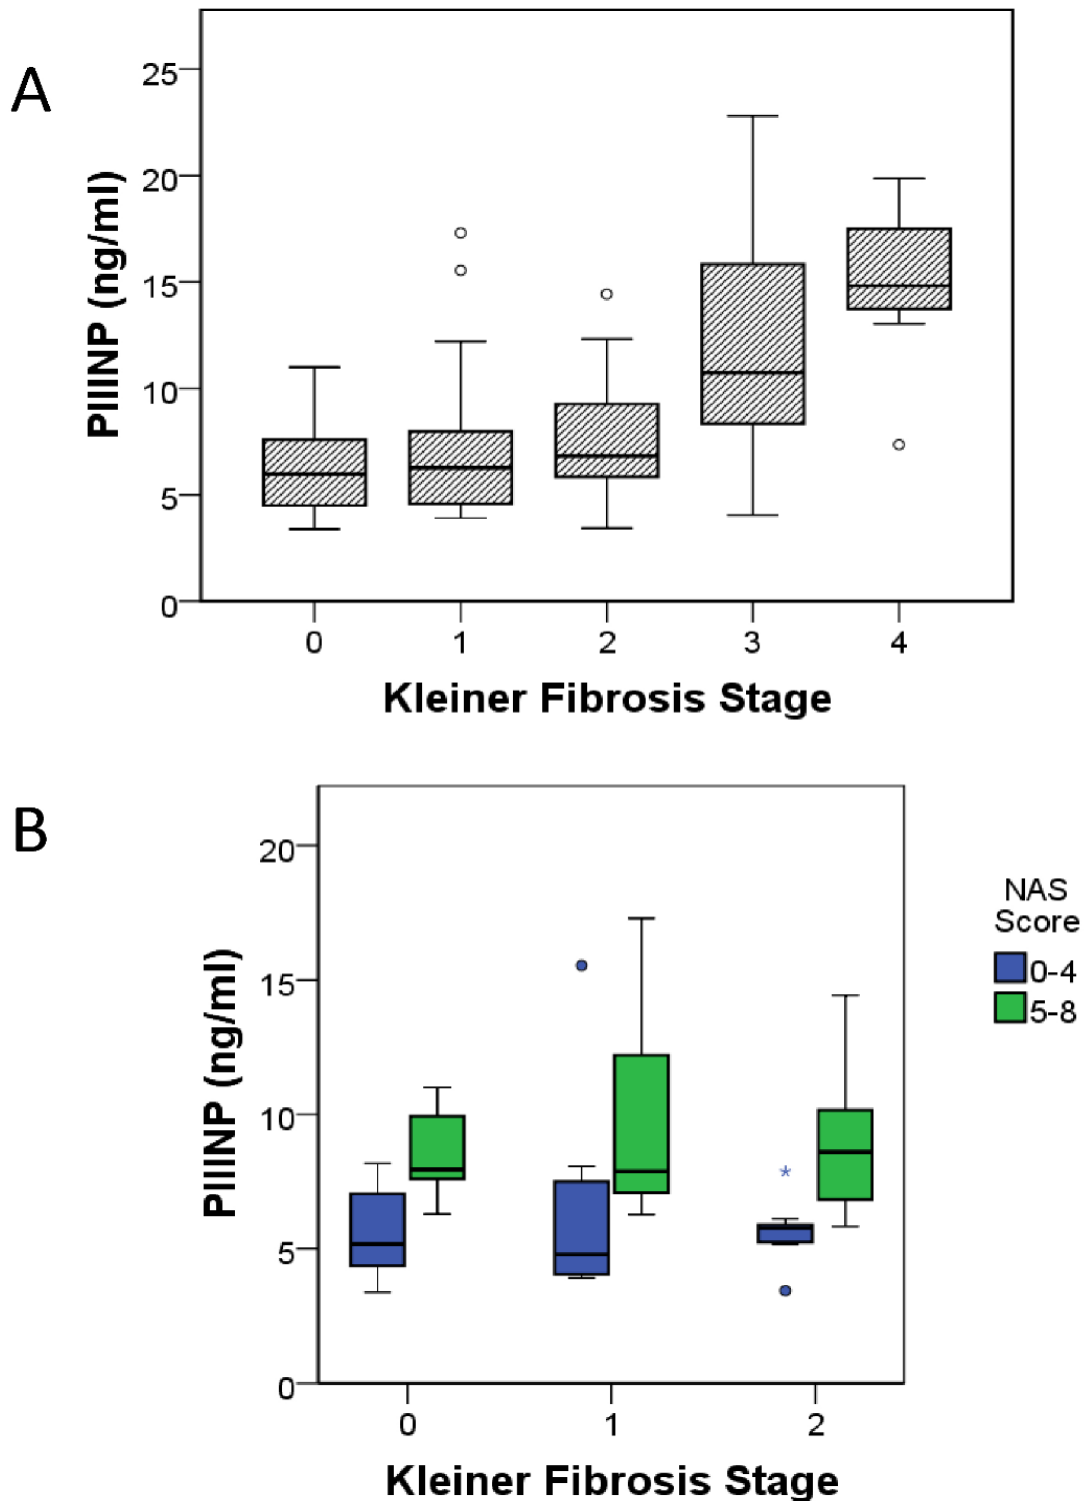 A
25
20
15
10
5
0
PIIINP (ng/ml)
0 1 2 3 4
Kleiner Fibrosis Stage
B
20
15
10
5
0
PIIINP (ng/ml)
0 1 2
Kleiner Fibrosis Stage
NAS
Score
0-4
5-8
*